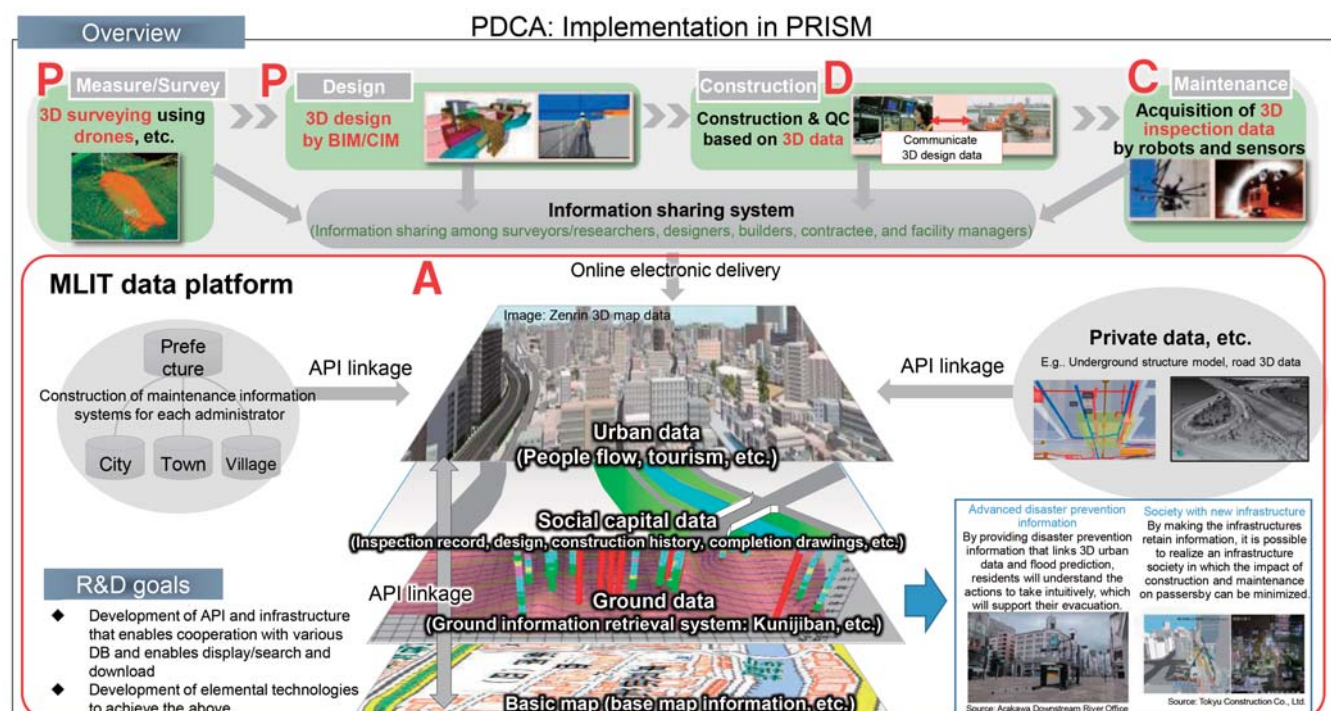 Overview
PDCA: Implementation in PRISM
P
Measure/Survey
3D surveying using
drones, etc.
P
Design
3D design
by BIM/CIM
Construction
D
Construction & QC
based on 3D data
Communicate
3D design data
C
Maintenance
Acquisition of 3D
inspection data
by robots and sensors
Information sharing system
(Information sharing among surveyors/researchers, designers, builders, contractee, and facility managers)
MLIT data platform
A
Online electronic delivery
Prefe
cture
Construction of maintenance information
systems for each administrator
City
Town
Village
API linkage
Image: Zenrin 3D map data
Urban data
(People flow, tourism, etc.)
Social capital data
(Inspection record, design, construction history, completion drawings, etc.)
API linkage
Ground data
(Ground information retrieval system: Kunijiban, etc.)
Basic map (base map information, etc.)
API linkage
Private data, etc.
E.g.. Underground structure model, road 3D data
R&D goals
◆ Development of API and infrastructure
that enables cooperation with various
DB and enables display/search and
download
◆ Development of elemental technologies
to achieve the above
Advanced disaster prevention
information
By providing disaster prevention
information that links 3D urban
data and flood prediction,
residents will understand the
actions to take intuitively, which
will support their evacuation.
Source: Arakawa Downstream River Office
Society with new infrastructure
By making the infrastructures
retain information, it is possible
to realize an infrastructure
society in which the impact of
construction and maintenance
on passersby can be minimized.
Source: Tokyu Construction Co., Ltd.